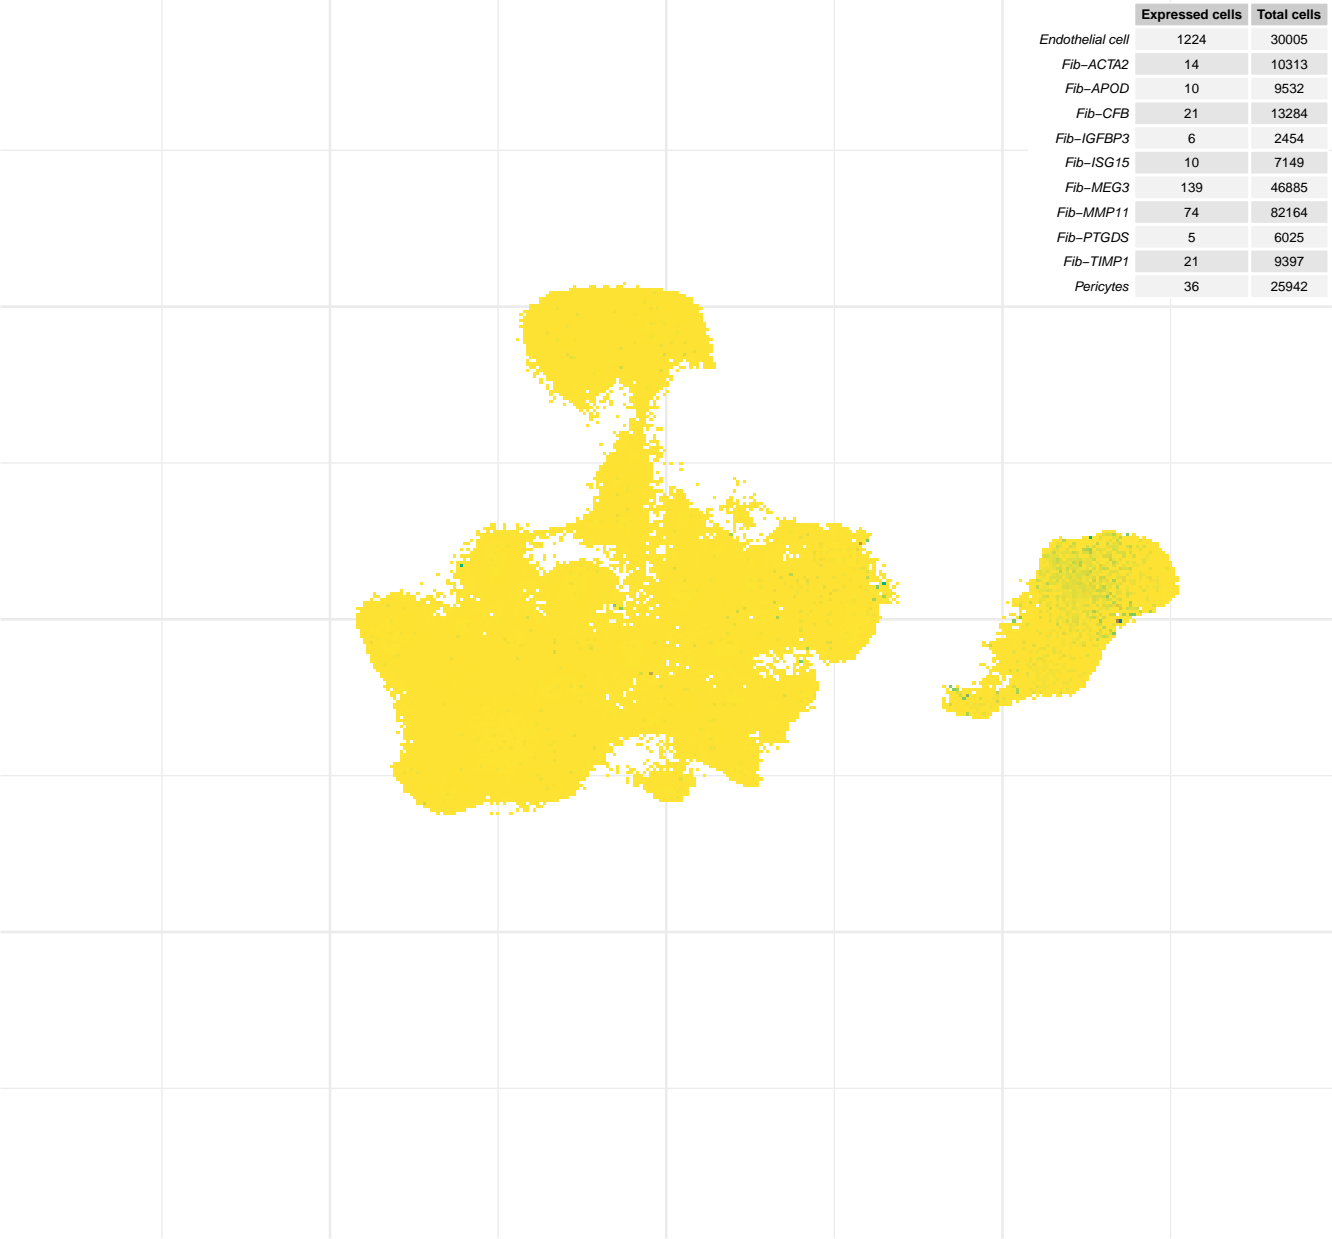 Expressed cells Total cells
Endothelial cell 1224 30005
Fib−ACTA2 14 10313
Fib−APOD 10 9532
Fib−CFB 21 13284
Fib−IGFBP3 6 2454
Fib−ISG15 10 7149
Fib−MEG3 139 46885
Fib−MMP11 74 82164
Fib−PTGDS 5 6025
Fib−TIMP1 21 9397
Pericytes 36 25942